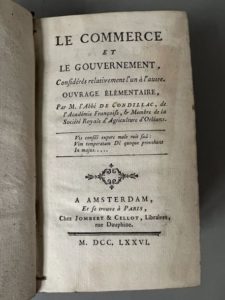 LE COMMERCE
ET
LE GOUVERNEMENT,
Considérés relativement l'un à l'autre.
OUVRAGE ÉLÉMENTAIRE,
Par M. l'Abbé DE CONDILLAC, de
l'Académie Françoise, & Membre de la
Société Royale d'Agriculture d'Orléans.
Vis consilî expers mole ruit suâ:
Vim temperatam Dî quoque provehunt
In majus.....
A AMSTERDAM,
Et se trouve à PARIS,
Chez JOMBERT & CELLOT, Libraires,
rue Dauphine.
M. DCC. LXXVI.